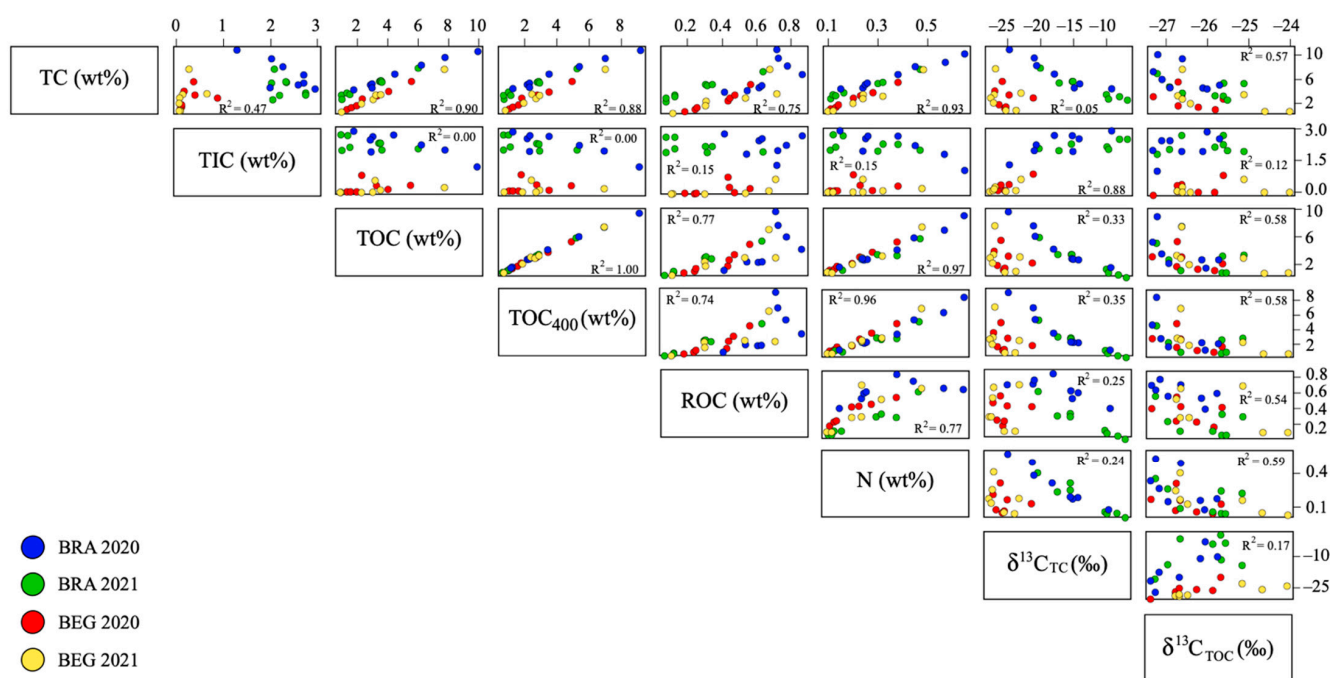 0 1 2 3 0 2 4 6 8 10 0 2 4 6 8 0.2 0.4 0.6 0.8 0.1 0.3 0.5 −25 −20 −15 −10 −27 −26 −25 −24
TC (wt%) R² = 0.47 R² = 0.90 R² = 0.88 R² = 0.75 R² = 0.93 R² = 0.05 R² = 0.57 10 6 2
TIC (wt%) R² = 0.00 R² = 0.00 R² = 0.15 R² = 0.15 R² = 0.88 R² = 0.12 3.0 1.5 0.0
TOC (wt%) R² = 1.00 R² = 0.77 R² = 0.97 R² = 0.33 R² = 0.58 10 6 2
TOC₄₀₀ (wt%) R² = 0.74 R² = 0.96 R² = 0.35 R² = 0.58 8 6 4 2
ROC (wt%) R² = 0.77 R² = 0.25 R² = 0.54 0.8 0.6 0.4 0.2
N (wt%) R² = 0.24 R² = 0.59 0.4 0.1
δ¹³C_TC (‰) R² = 0.17 −10 −25
δ¹³C_TOC (‰)
BRA 2020
BRA 2021
BEG 2020
BEG 2021